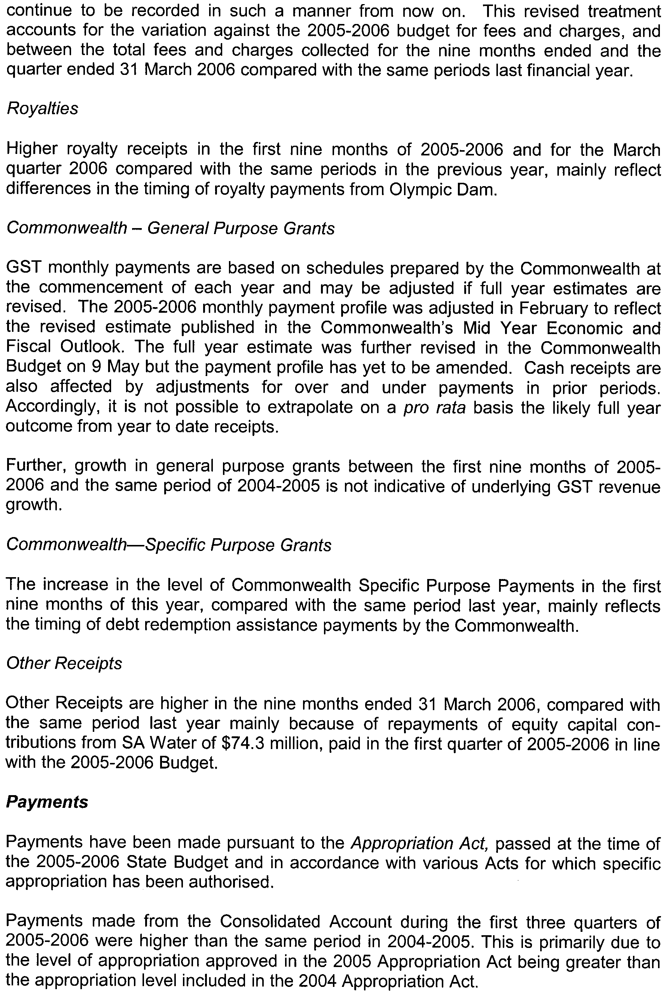 continue to be recorded in such a manner from now on. This revised treatment
accounts for the variation against the 2005-2006 budget for fees and charges, and
between the total fees and charges collected for the nine months ended and the
quarter ended 31 March 2006 compared with the same periods last financial year.
Royalties
Higher royalty receipts in the first nine months of 2005-2006 and for the March
quarter 2006 compared with the same periods in the previous year, mainly reflect
differences in the timing of royalty payments from Olympic Dam.
Commonwealth – General Purpose Grants
GST monthly payments are based on schedules prepared by the Commonwealth at
the commencement of each year and may be adjusted if full year estimates are
revised. The 2005-2006 monthly payment profile was adjusted in February to reflect
the revised estimate published in the Commonwealth's Mid Year Economic and
Fiscal Outlook. The full year estimate was further revised in the Commonwealth
Budget on 9 May but the payment profile has yet to be amended. Cash receipts are
also affected by adjustments for over and under payments in prior periods.
Accordingly, it is not possible to extrapolate on a pro rata basis the likely full year
outcome from year to date receipts.
Further, growth in general purpose grants between the first nine months of 2005-
2006 and the same period of 2004-2005 is not indicative of underlying GST revenue
growth.
Commonwealth—Specific Purpose Grants
The increase in the level of Commonwealth Specific Purpose Payments in the first
nine months of this year, compared with the same period last year, mainly reflects
the timing of debt redemption assistance payments by the Commonwealth.
Other Receipts
Other Receipts are higher in the nine months ended 31 March 2006, compared with
the same period last year mainly because of repayments of equity capital con-
tributions from SA Water of $74.3 million, paid in the first quarter of 2005-2006 in line
with the 2005-2006 Budget.
Payments
Payments have been made pursuant to the Appropriation Act, passed at the time of
the 2005-2006 State Budget and in accordance with various Acts for which specific
appropriation has been authorised.
Payments made from the Consolidated Account during the first three quarters of
2005-2006 were higher than the same period in 2004-2005. This is primarily due to
the level of appropriation approved in the 2005 Appropriation Act being greater than
the appropriation level included in the 2004 Appropriation Act.